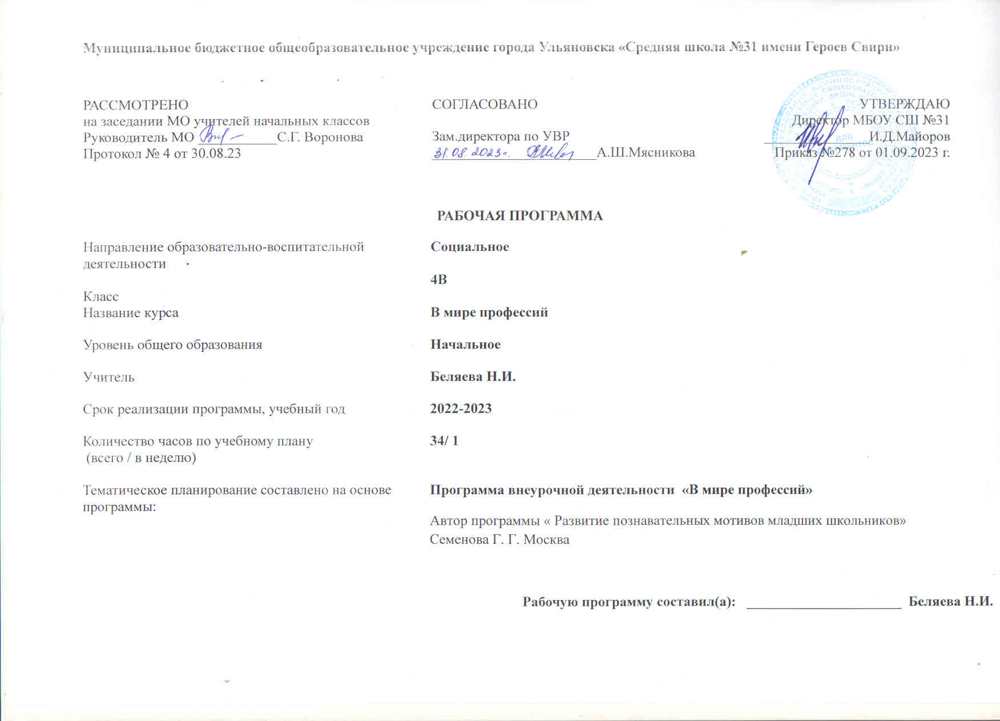 Муниципальное бюджетное общеобразовательное учреждение города Ульяновска «Средняя школа №31 имени Героев Свири»
РАССМОТРЕНО
на заседании МО учителей начальных классов
Руководитель МО ___________ С.Г. Воронова
Протокол № 4 от 30.08.23
СОГЛАСОВАНО
Зам.директора по УВР
31.08.2023г. А.Ш.Мясникова
УТВЕРЖДАЮ
Директор МБОУ СШ №31
______________ И.Д.Майоров
Приказ №278 от 01.09.2023 г.
для
РАБОЧАЯ ПРОГРАММА
Направление образовательно-воспитательной Социальное
деятельности
4В
Класс
Название курса В мире профессий
Уровень общего образования Начальное
Учитель Беляева Н.И.
Срок реализации программы, учебный год 2022-2023
Количество часов по учебному плану 34/ 1
(всего / в неделю)
Тематическое планирование составлено на основе Программа внеурочной деятельности «В мире профессий»
программы:
Автор программы « Развитие познавательных мотивов младших школьников»
Семенова Г. Г. Москва
Рабочую программу составил(а): ______________________ Беляева Н.И.